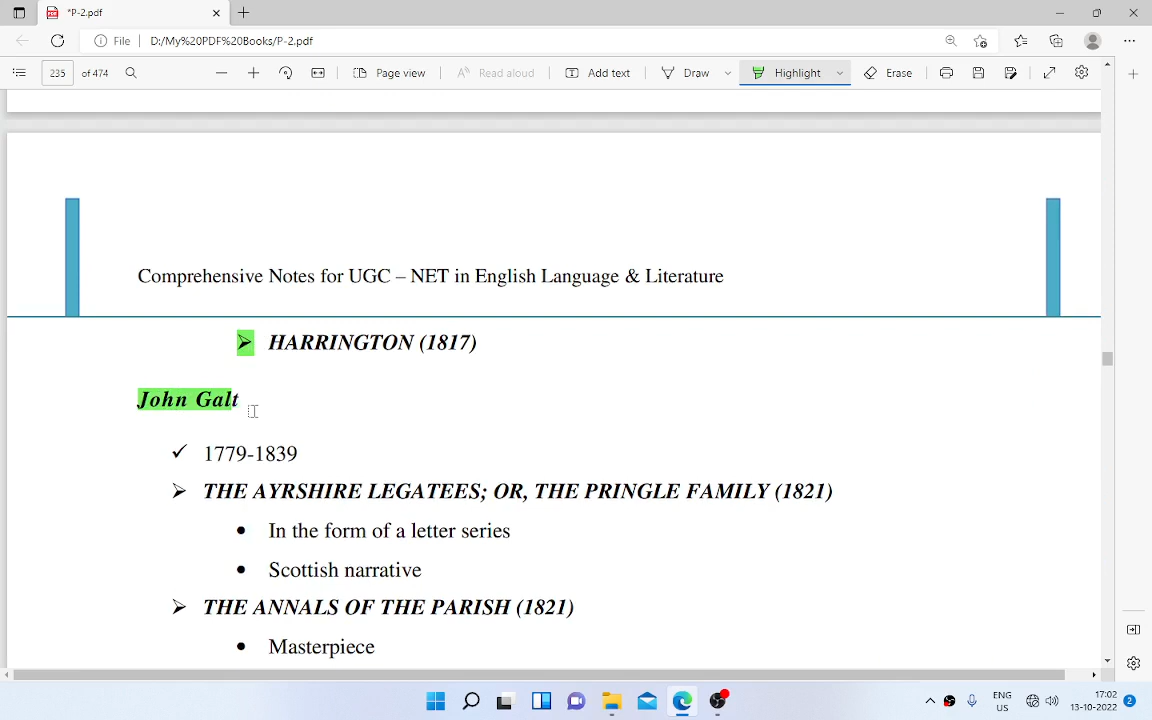 *P-2.pdf
File D:/My%20PDF%20Books/P-2.pdf
235 of 474 Page view Read aloud Add text Draw Highlight Erase
Comprehensive Notes for UGC – NET in English Language & Literature
➢ HARRINGTON (1817)
John Galt
✓ 1779-1839
➢ THE AYRSHIRE LEGATEES; OR, THE PRINGLE FAMILY (1821)
• In the form of a letter series
• Scottish narrative
➢ THE ANNALS OF THE PARISH (1821)
• Masterpiece
ENG US 17:02 13-10-2022 2